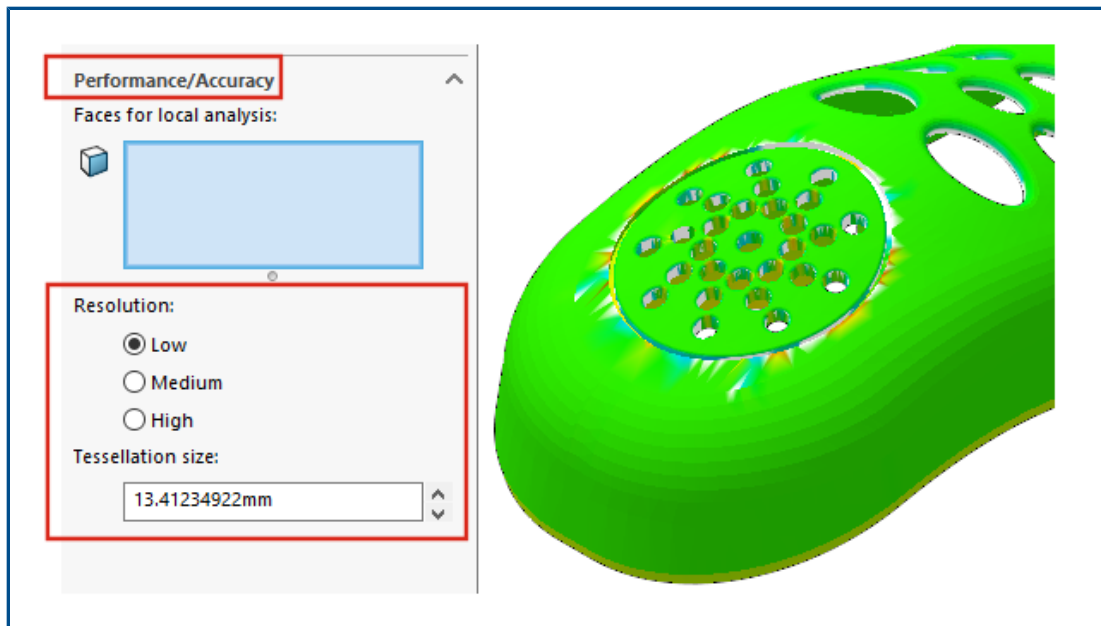 Performance/Accuracy
Faces for local analysis:
Resolution:
Low
Medium
High
Tessellation size:
13.41234922mm